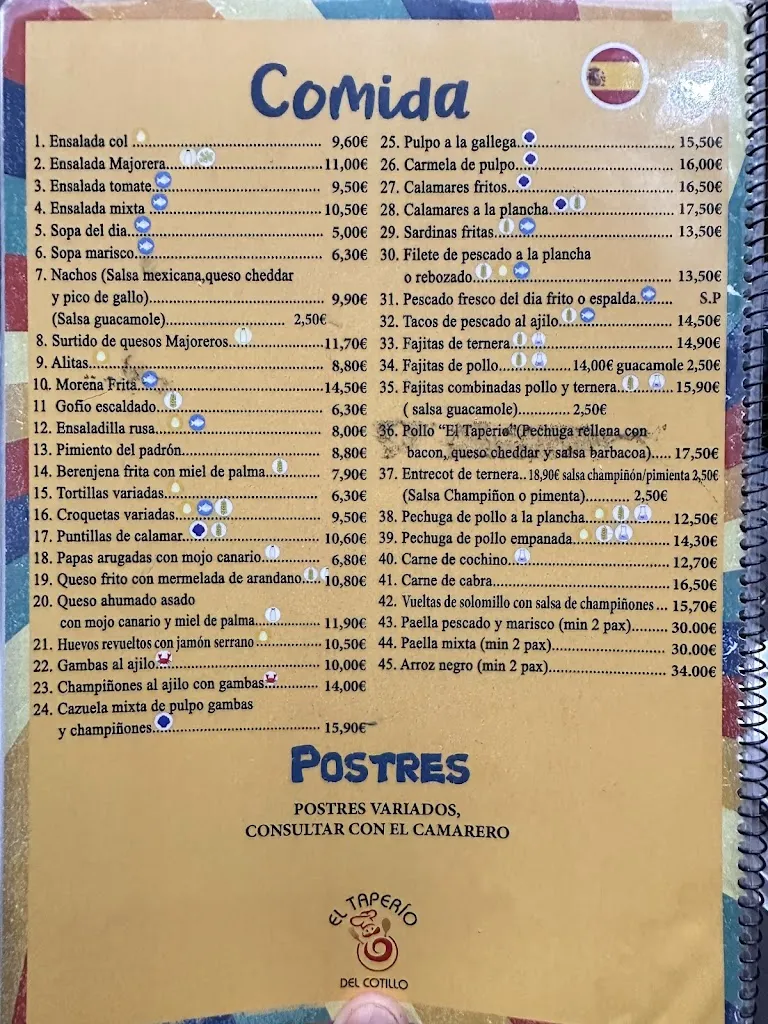 Comida
1. Ensalada col ........ 9,60€
2. Ensalada Majorera ........ 11,00€
3. Ensalada tomate ........ 9,50€
4. Ensalada mixta ........ 10,50€
5. Sopa del dia ........ 5,00€
6. Sopa marisco ........ 6,30€
7. Nachos (Salsa mexicana,queso cheddar
y pico de gallo) ........ 9,90€
(Salsa guacamole) ........ 2,50€
8. Surtido de quesos Majoreros ........ 11,70€
9. Alitas ........ 8,80€
10. Morena Frita ........ 14,50€
11 Gofio escaldado ........ 6,30€
12. Ensaladilla rusa ........ 8,00€
13. Pimiento del padrón ........ 8,80€
14. Berenjena frita con miel de palma ........ 7,90€
15. Tortillas variadas ........ 6,30€
16. Croquetas variadas ........ 9,50€
17. Puntillas de calamar ........ 10,60€
18. Papas arugadas con mojo canario ........ 6,80€
19. Queso frito con mermelada de arandano ........ 10,80€
20. Queso ahumado asado
con mojo canario y miel de palma ........ 11,90€
21. Huevos revueltos con jamón serrano ........ 10,50€
22. Gambas al ajilo ........ 10,00€
23. Champiñones al ajilo con gambas ........ 14,00€
24. Cazuela mixta de pulpo gambas
y champiñones ........ 15,90€
25. Pulpo a la gallega ........ 15,50€
26. Carmela de pulpo ........ 16,00€
27. Calamares fritos ........ 16,50€
28. Calamares a la plancha ........ 17,50€
29. Sardinas fritas ........ 13,50€
30. Filete de pescado a la plancha
o rebozado ........ 13,50€
31. Pescado fresco del dia frito o espalda ........ S.P
32. Tacos de pescado al ajilo ........ 14,50€
33. Fajitas de ternera ........ 14,90€
34. Fajitas de pollo ........ 14,00€ guacamole 2,50€
35. Fajitas combinadas pollo y ternera ........ 15,90€
( salsa guacamole) ........ 2,50€
36. Pollo “El Taperio”(Pechuga rellena con
bacon, queso cheddar y salsa barbacoa) ..... 17,50€
37. Entrecot de ternera.. 18,90€ salsa champiñón/pimienta 2,50€
(Salsa Champiñon o pimenta) ........ 2,50€
38. Pechuga de pollo a la plancha ........ 12,50€
39. Pechuga de pollo empanada ........ 14,30€
40. Carne de cochino ........ 12,70€
41. Carne de cabra ........ 16,50€
42. Vueltas de solomillo con salsa de champiñones ... 15,70€
43. Paella pescado y marisco (min 2 pax) ........ 30.00€
44. Paella mixta (min 2 pax) ........ 30.00€
45. Arroz negro (min 2 pax) ........ 34.00€
POSTRES
POSTRES VARIADOS,
CONSULTAR CON EL CAMARERO
EL TAPERÍO
DEL COTILLO